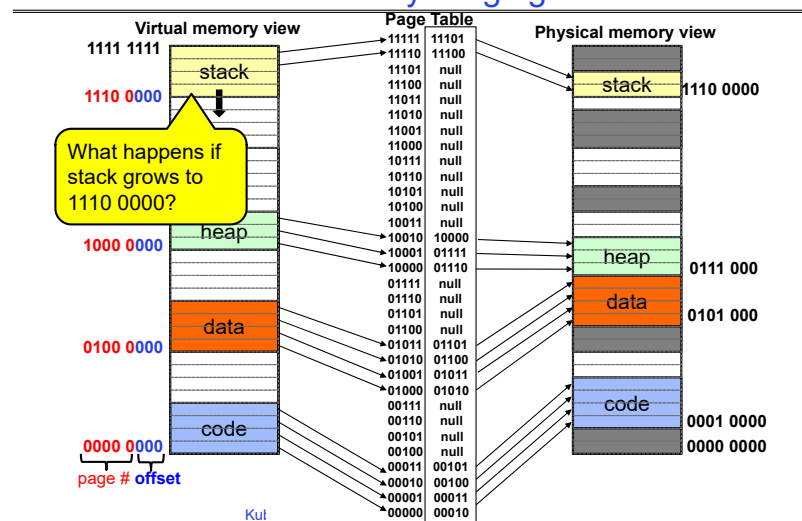 Page Table
Virtual memory view
Physical memory view
1111 1111
stack
1110 0000
What happens if
stack grows to
1110 0000?
heap
1000 0000
data
0100 0000
code
0000 0000
page # offset
11111 11101
11110 11100
11101 null
11100 null
11011 null
11010 null
11001 null
11000 null
10111 null
10110 null
10101 null
10100 null
10011 null
10010 10000
10001 01111
10000 01110
01111 null
01110 null
01101 null
01100 null
01011 01101
01010 01100
01001 01011
01000 01010
00111 null
00110 null
00101 null
00100 null
00011 00101
00010 00100
00001 00011
00000 00010
stack
1110 0000
heap
0111 000
data
0101 000
code
0001 0000
0000 0000